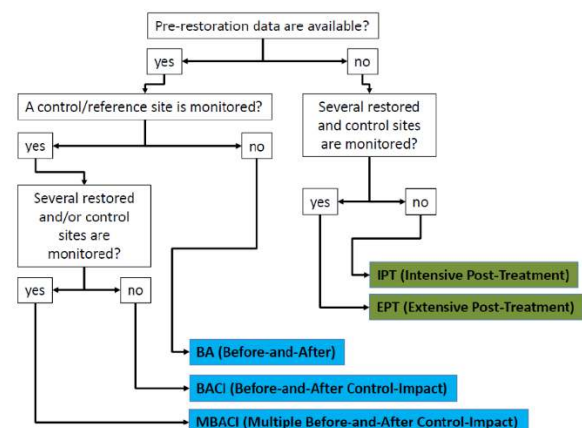 Pre-restoration data are available?
yes
no
A control/reference site is monitored?
Several restored
and control sites
are monitored?
yes
no
yes
no
Several restored
and/or control
sites are
monitored?
yes
no
IPT (Intensive Post-Treatment)
EPT (Extensive Post-Treatment)
BA (Before-and-After)
BACI (Before-and-After Control-Impact)
MBACI (Multiple Before-and-After Control-Impact)